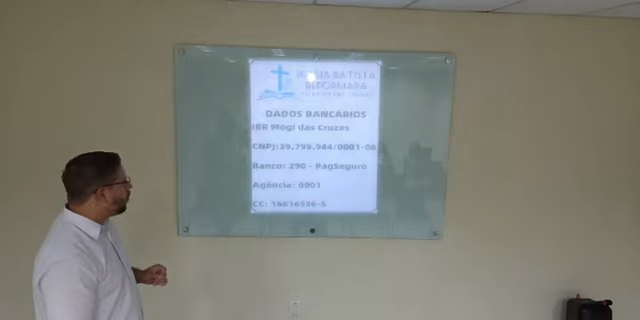 IGREJA BATISTA
REFORMADA
DADOS BANCÁRIOS
IBR Mogi das Cruzes
CNPJ:39.799.944/0001-06
Banco: 290 - PagSeguro
Agência: 0001
CC: 16616536-5